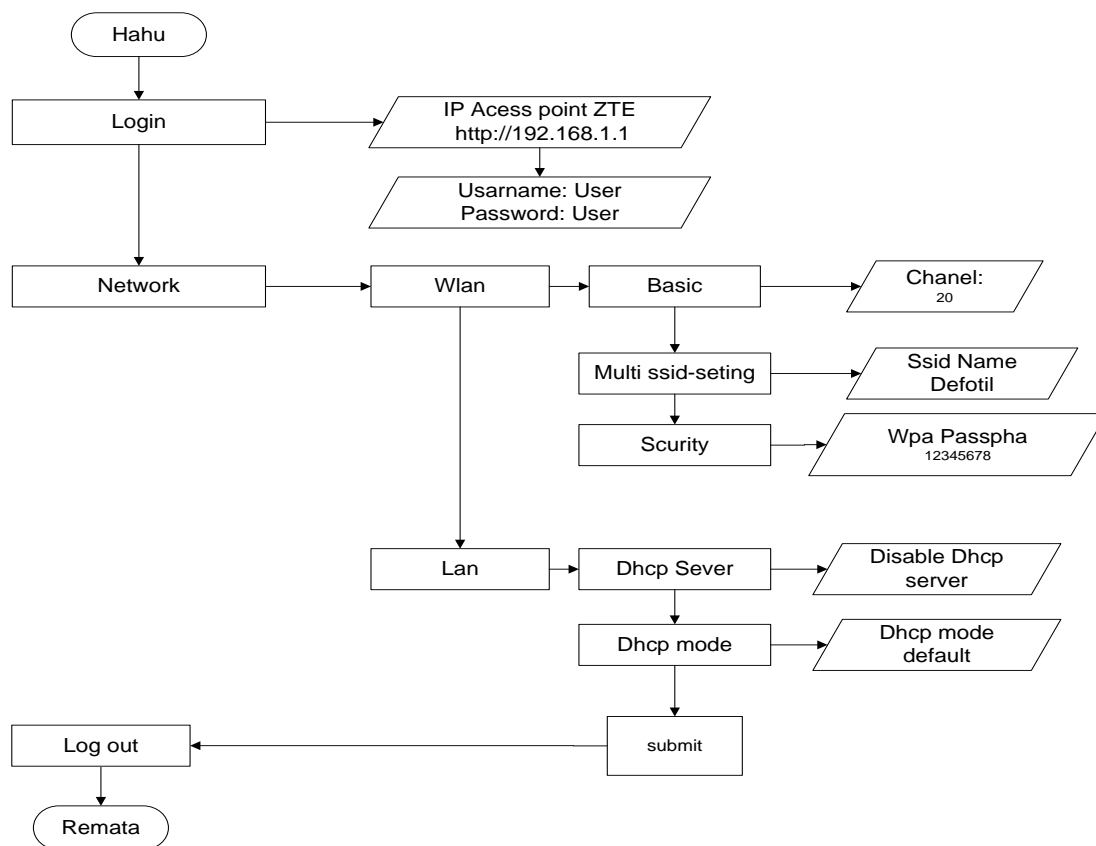 Hahu
Login
IP Acess point ZTE
http://192.168.1.1
Usarname: User
Password: User
Network
Wlan
Basic
Chanel:
20
Multi ssid-seting
Ssid Name
Defotil
Scurity
Wpa Passpha
12345678
Lan
Dhcp Sever
Disable Dhcp
server
Dhcp mode
Dhcp mode
default
submit
Log out
Remata